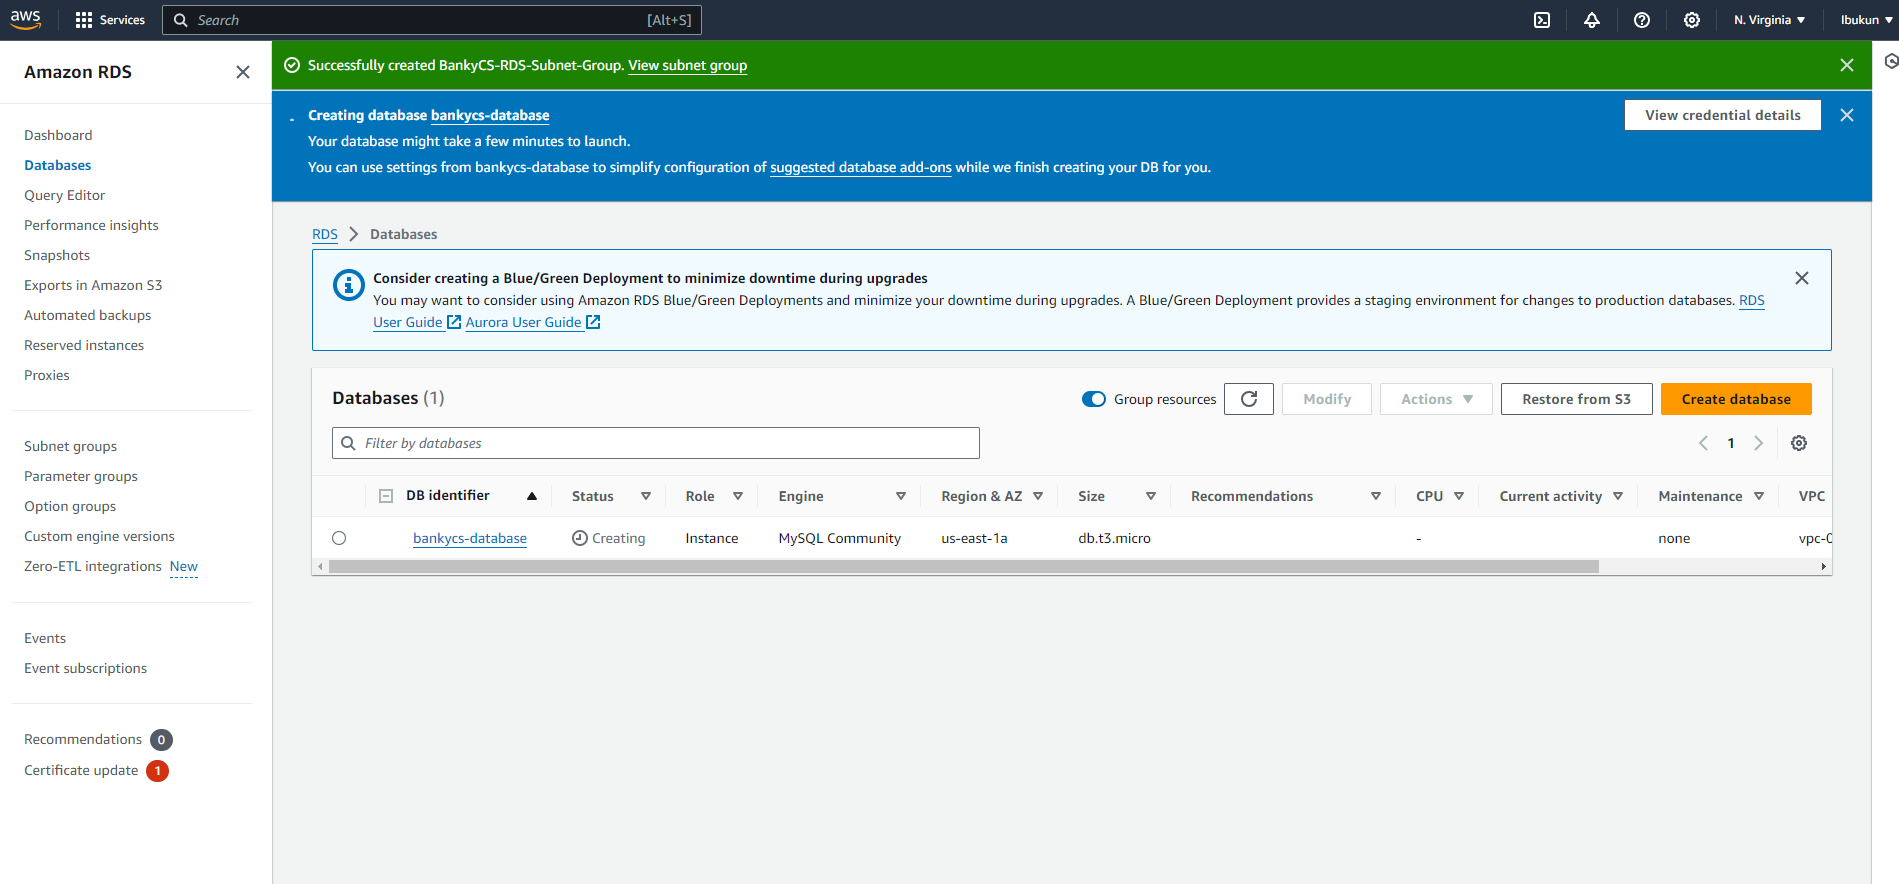 aws
Services
Search
[Alt+S]
N. Virginia
Ibukun
Amazon RDS
Dashboard
Databases
Query Editor
Performance insights
Snapshots
Exports in Amazon S3
Automated backups
Reserved instances
Proxies
Subnet groups
Parameter groups
Option groups
Custom engine versions
Zero-ETL integrations New
Events
Event subscriptions
Recommendations 0
Certificate update 1
Successfully created BankyCS-RDS-Subnet-Group. View subnet group
Creating database bankycs-database
Your database might take a few minutes to launch.
You can use settings from bankycs-database to simplify configuration of suggested database add-ons while we finish creating your DB for you.
View credential details
RDS > Databases
Consider creating a Blue/Green Deployment to minimize downtime during upgrades
You may want to consider using Amazon RDS Blue/Green Deployments and minimize your downtime during upgrades. A Blue/Green Deployment provides a staging environment for changes to production databases. RDS
User Guide Aurora User Guide
Databases (1)
Group resources
Modify
Actions
Restore from S3
Create database
Filter by databases
1
DB identifier Status Role Engine Region & AZ Size Recommendations CPU Current activity Maintenance VPC
bankycs-database Creating Instance MySQL Community us-east-1a db.t3.micro - none vpc-0